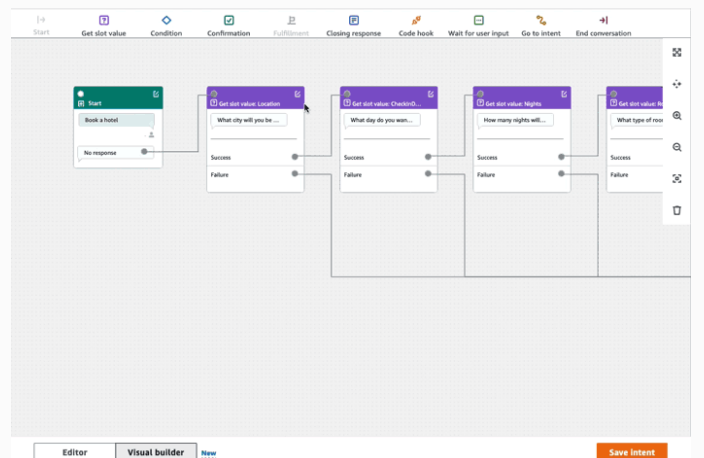 Start
Get slot value
Condition
Confirmation
Fulfillment
Closing response
Code hook
Wait for user input
Go to intent
End conversation
Start
Book a hotel
No response
Get slot value: Location
What city will you be ...
Success
Failure
Get slot value: CheckInD...
What day do you wan...
Success
Failure
Get slot value: Nights
How many nights will...
Success
Failure
Get slot value:
What type of
Success
Failure
Editor
Visual builder
New
Save intent